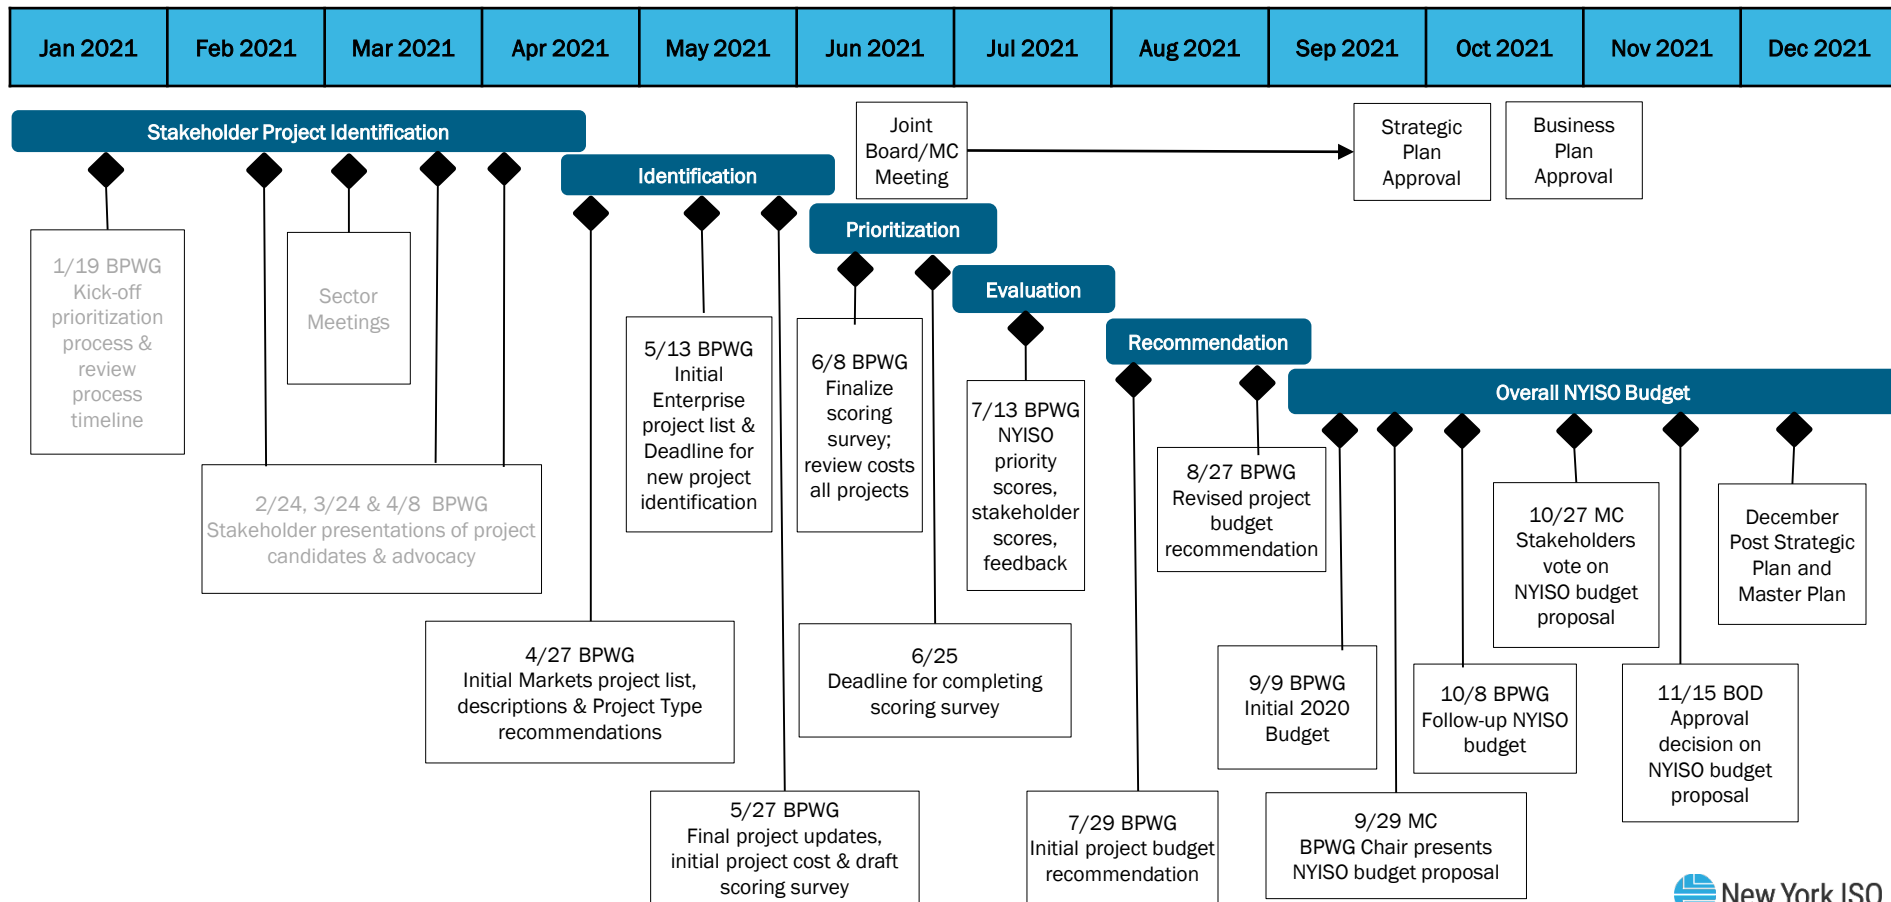 Jan 2021
Feb 2021
Mar 2021
Apr 2021
May 2021
Jun 2021
Jul 2021
Aug 2021
Sep 2021
Oct 2021
Nov 2021
Dec 2021
Stakeholder Project Identification
Joint
Board/MC
Meeting
Strategic
Plan
Approval
Business
Plan
Approval
Identification
Prioritization
Evaluation
Recommendation
Overall NYISO Budget
1/19 BPWG
Kick-off
prioritization
process &
review
process
timeline
Sector
Meetings
2/24, 3/24 & 4/8 BPWG
Stakeholder presentations of project
candidates & advocacy
4/27 BPWG
Initial Markets project list,
descriptions & Project Type
recommendations
5/13 BPWG
Initial
Enterprise
project list &
Deadline for
new project
identification
5/27 BPWG
Final project updates,
initial project cost & draft
scoring survey
6/8 BPWG
Finalize
scoring
survey;
review costs
all projects
6/25
Deadline for completing
scoring survey
7/13 BPWG
NYISO
priority
scores,
stakeholder
scores,
feedback
7/29 BPWG
Initial project budget
recommendation
8/27 BPWG
Revised project
budget
recommendation
9/9 BPWG
Initial 2020
Budget
9/29 MC
BPWG Chair presents
NYISO budget proposal
10/8 BPWG
Follow-up NYISO
budget
10/27 MC
Stakeholders
vote on
NYISO budget
proposal
11/15 BOD
Approval
decision on
NYISO budget
proposal
December
Post Strategic
Plan and
Master Plan
New York ISO